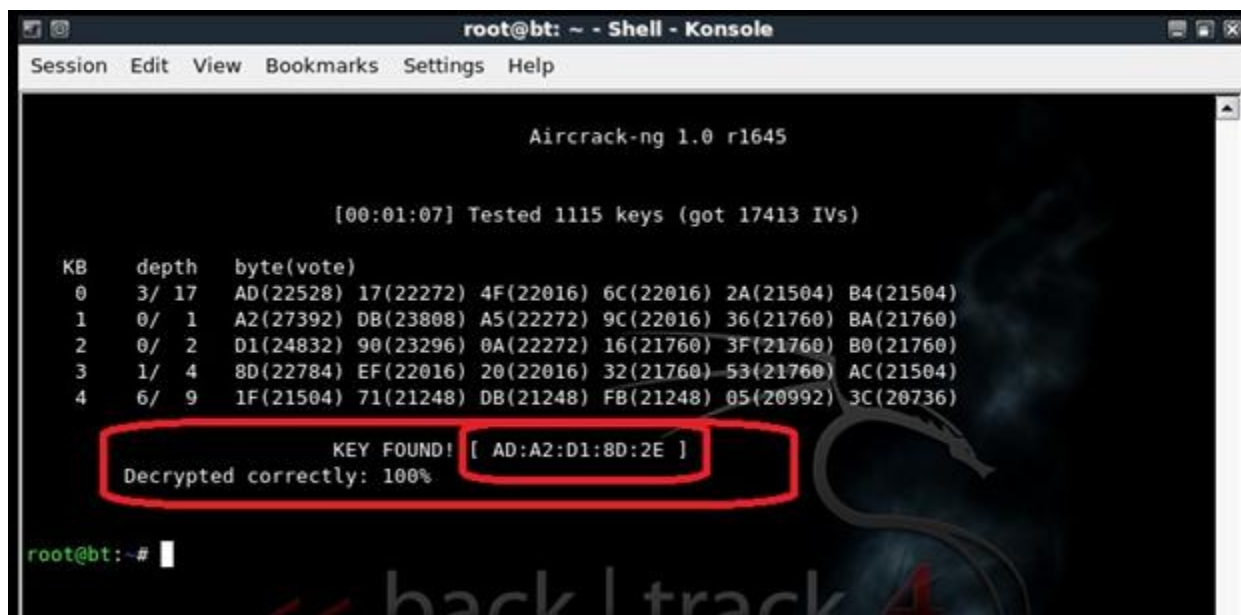 root@bt: ~ - Shell - Konsole
Session Edit View Bookmarks Settings Help
Aircrack-ng 1.0 r1645
[00:01:07] Tested 1115 keys (got 17413 IVs)
KB depth byte(vote)
0 3/ 17 AD(22528) 17(22272) 4F(22016) 6C(22016) 2A(21504) B4(21504)
1 0/ 1 A2(27392) DB(23808) A5(22272) 9C(22016) 36(21760) BA(21760)
2 0/ 2 D1(24832) 90(23296) 0A(22272) 16(21760) 3F(21760) B0(21760)
3 1/ 4 8D(22784) EF(22016) 20(22016) 32(21760) 53(21760) AC(21504)
4 6/ 9 1F(21504) 71(21248) DB(21248) FB(21248) 05(20992) 3C(20736)
KEY FOUND! [ AD:A2:D1:8D:2E ]
Decrypted correctly: 100%
root@bt:~#
<< back | track 4